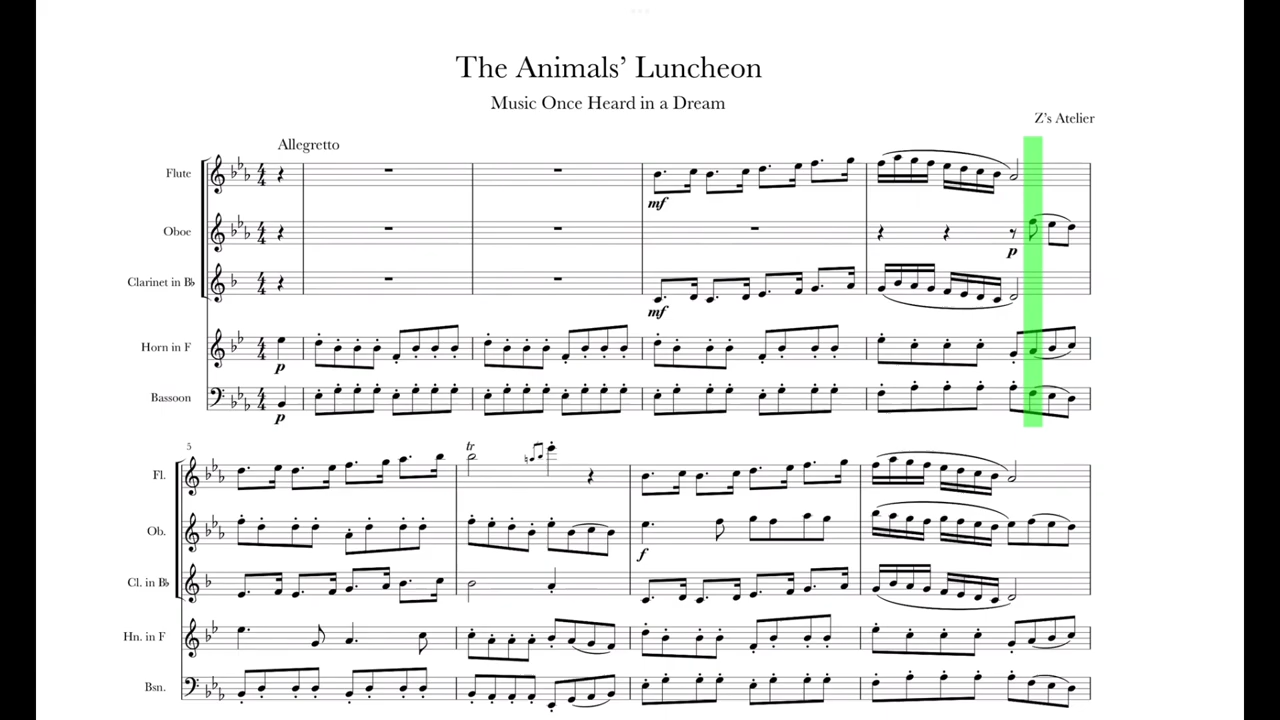 The Animals’ Luncheon
Music Once Heard in a Dream
Z’s Atelier
Allegretto
Flute
mf
Oboe
p
Clarinet in B♭
mf
Horn in F
p
Bassoon
p
5
tr
Fl.
Ob.
f
Cl. in B♭
Hn. in F
Bsn.